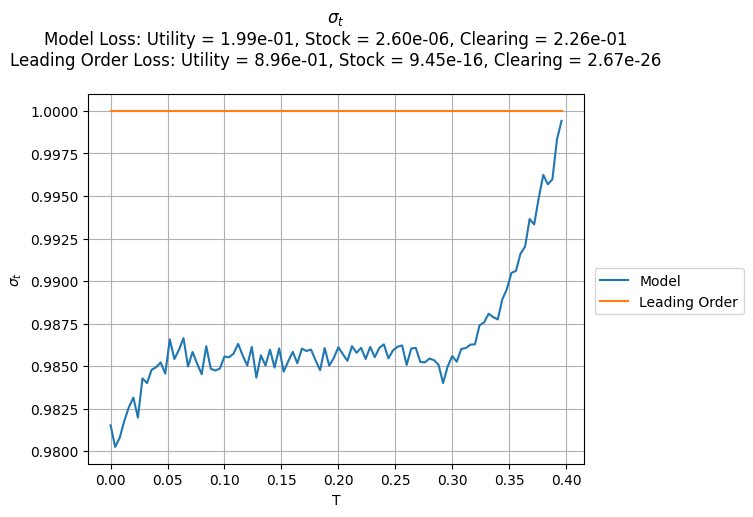 σt
Model Loss: Utility = 1.99e-01, Stock = 2.60e-06, Clearing = 2.26e-01
Leading Order Loss: Utility = 8.96e-01, Stock = 9.45e-16, Clearing = 2.67e-26
1.0000
0.9975
0.9950
0.9925
0.9900
0.9875
0.9850
0.9825
0.9800
σt
0.00 0.05 0.10 0.15 0.20 0.25 0.30 0.35 0.40
T
Model
Leading Order